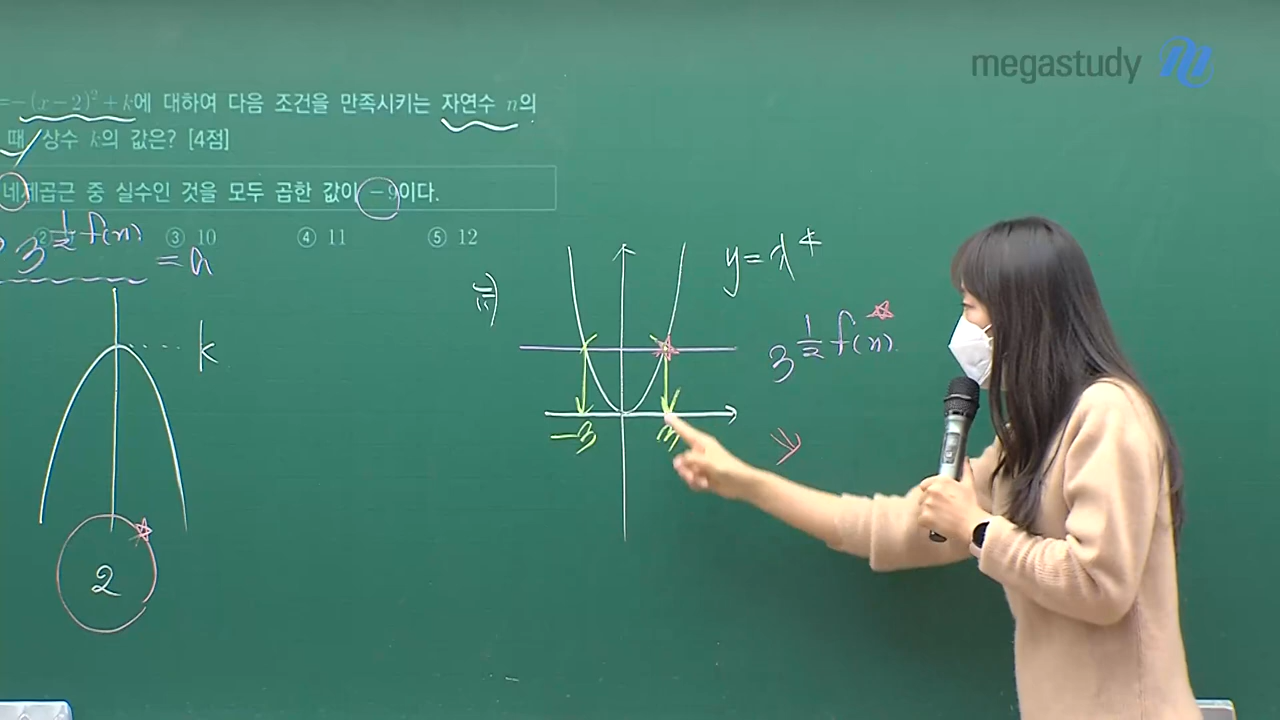 megastudy
=-(x-2)²+k에 대하여 다음 조건을 만족시키는 자연수 n의
때, 상수 k의 값은? [4점]
네제곱근 중 실수인 것을 모두 곱한 값이 -9이다.
② ③ 10 ④ 11 ⑤ 12
3^{\frac{1}{2}f(n)} = a
k
2
ii)
y=x⁴
3^{\frac{1}{2}f(n)}
-3